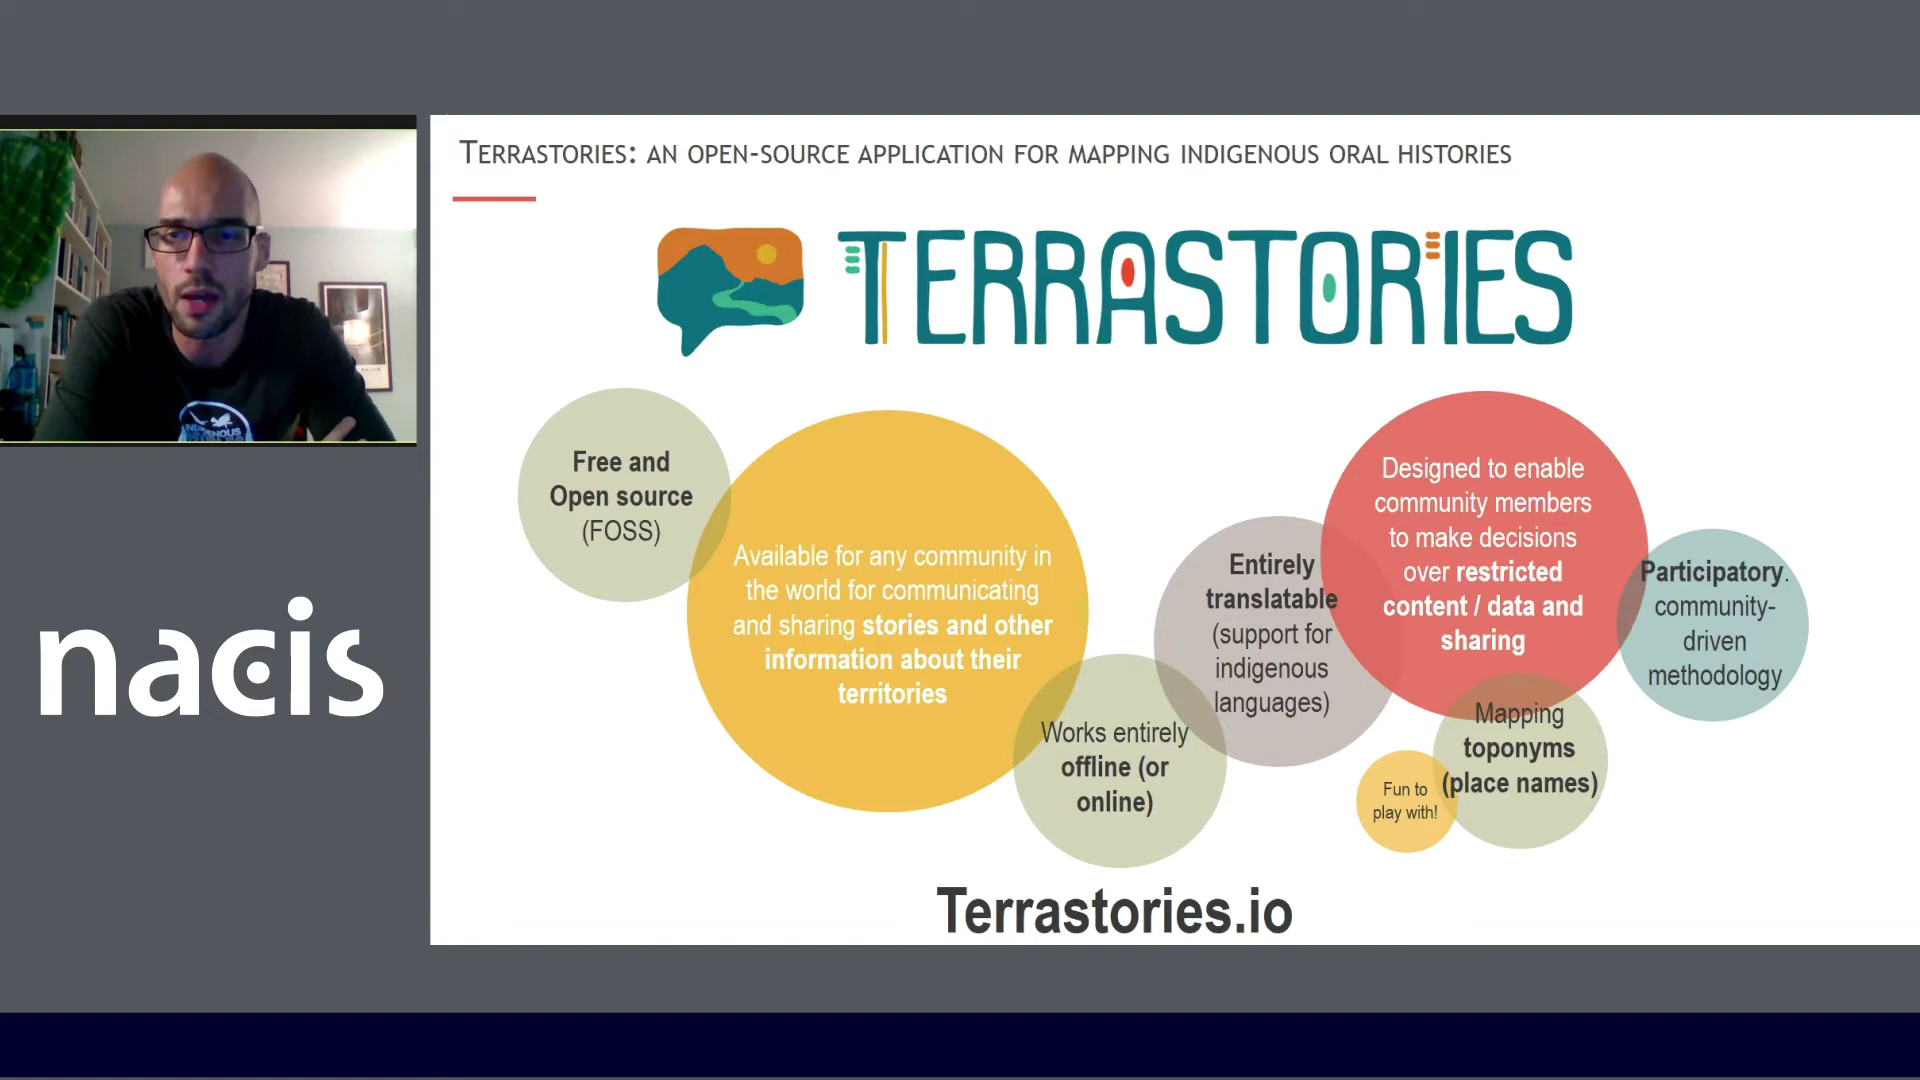 TERRASTORIES: AN OPEN-SOURCE APPLICATION FOR MAPPING INDIGENOUS ORAL HISTORIES
TERRASTORIES
Free and
Open source
(FOSS)
Available for any community in
the world for communicating
and sharing stories and other
information about their
territories
Works entirely
offline (or
online)
Entirely
translatable
(support for
indigenous
languages)
Designed to enable
community members
to make decisions
over restricted
content / data and
sharing
Fun to
play with!
Mapping
toponyms
(place names)
Participatory.
community-
driven
methodology
Terrastories.io
nacis